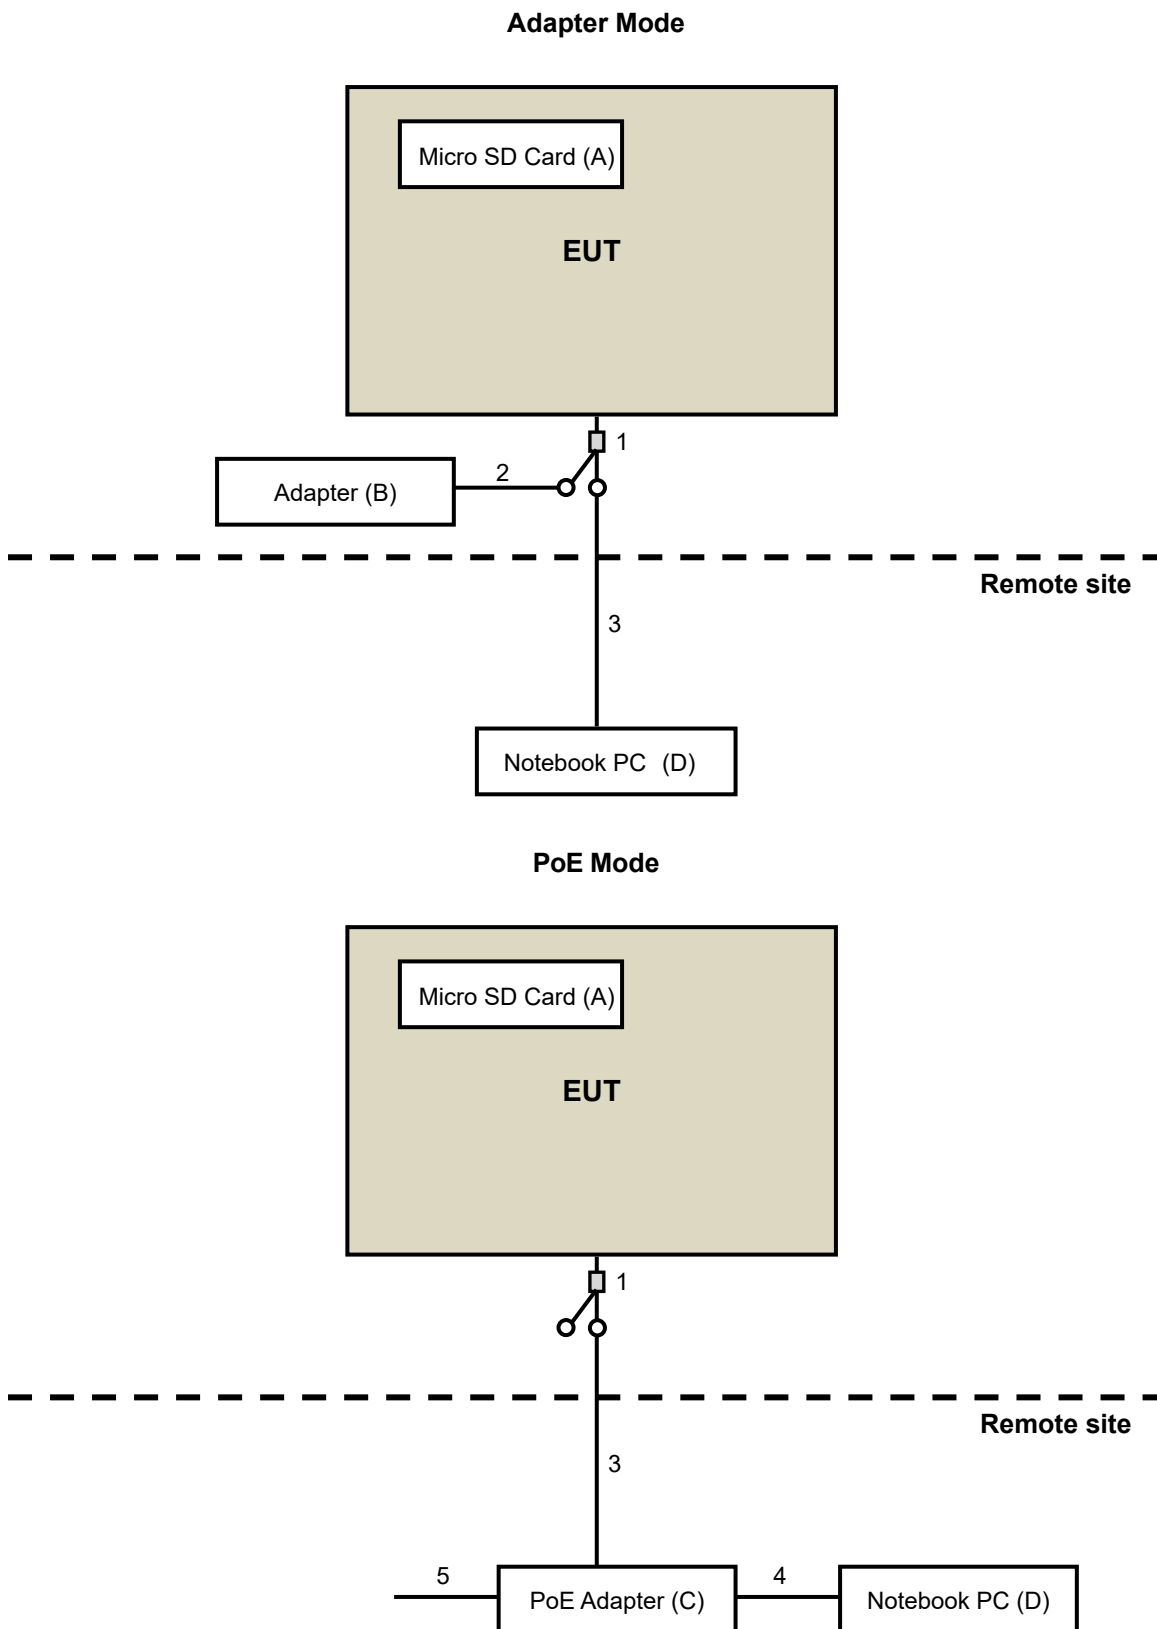 Adapter Mode
Micro SD Card (A)
EUT
1
2
Adapter (B)
Remote site
3
Notebook PC (D)
PoE Mode
Micro SD Card (A)
EUT
1
Remote site
3
5
4
PoE Adapter (C)
Notebook PC (D)